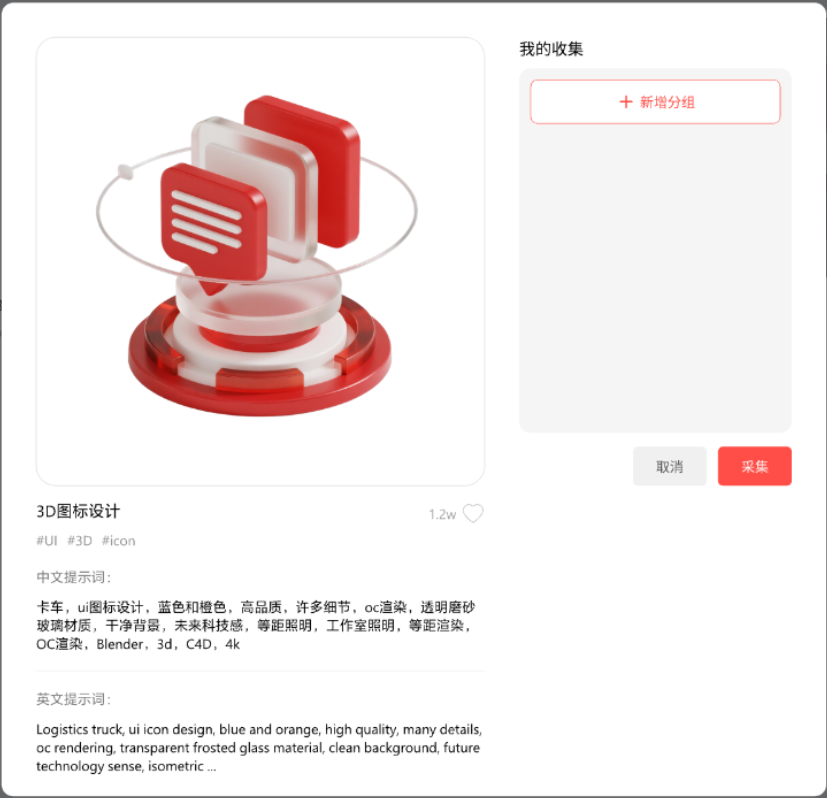 我的收集
+ 新增分组
取消
采集
3D图标设计
1.2w
#UI #3D #icon
中文提示词：
卡车，ui图标设计，蓝色和橙色，高品质，许多细节，oc渲染，透明磨砂
玻璃材质，干净背景，未来科技感，等距照明，工作室照明，等距渲染，
OC渲染，Blender，3d，C4D，4k
英文提示词：
Logistics truck, ui icon design, blue and orange, high quality, many details,
oc rendering, transparent frosted glass material, clean background, future
technology sense, isometric ...